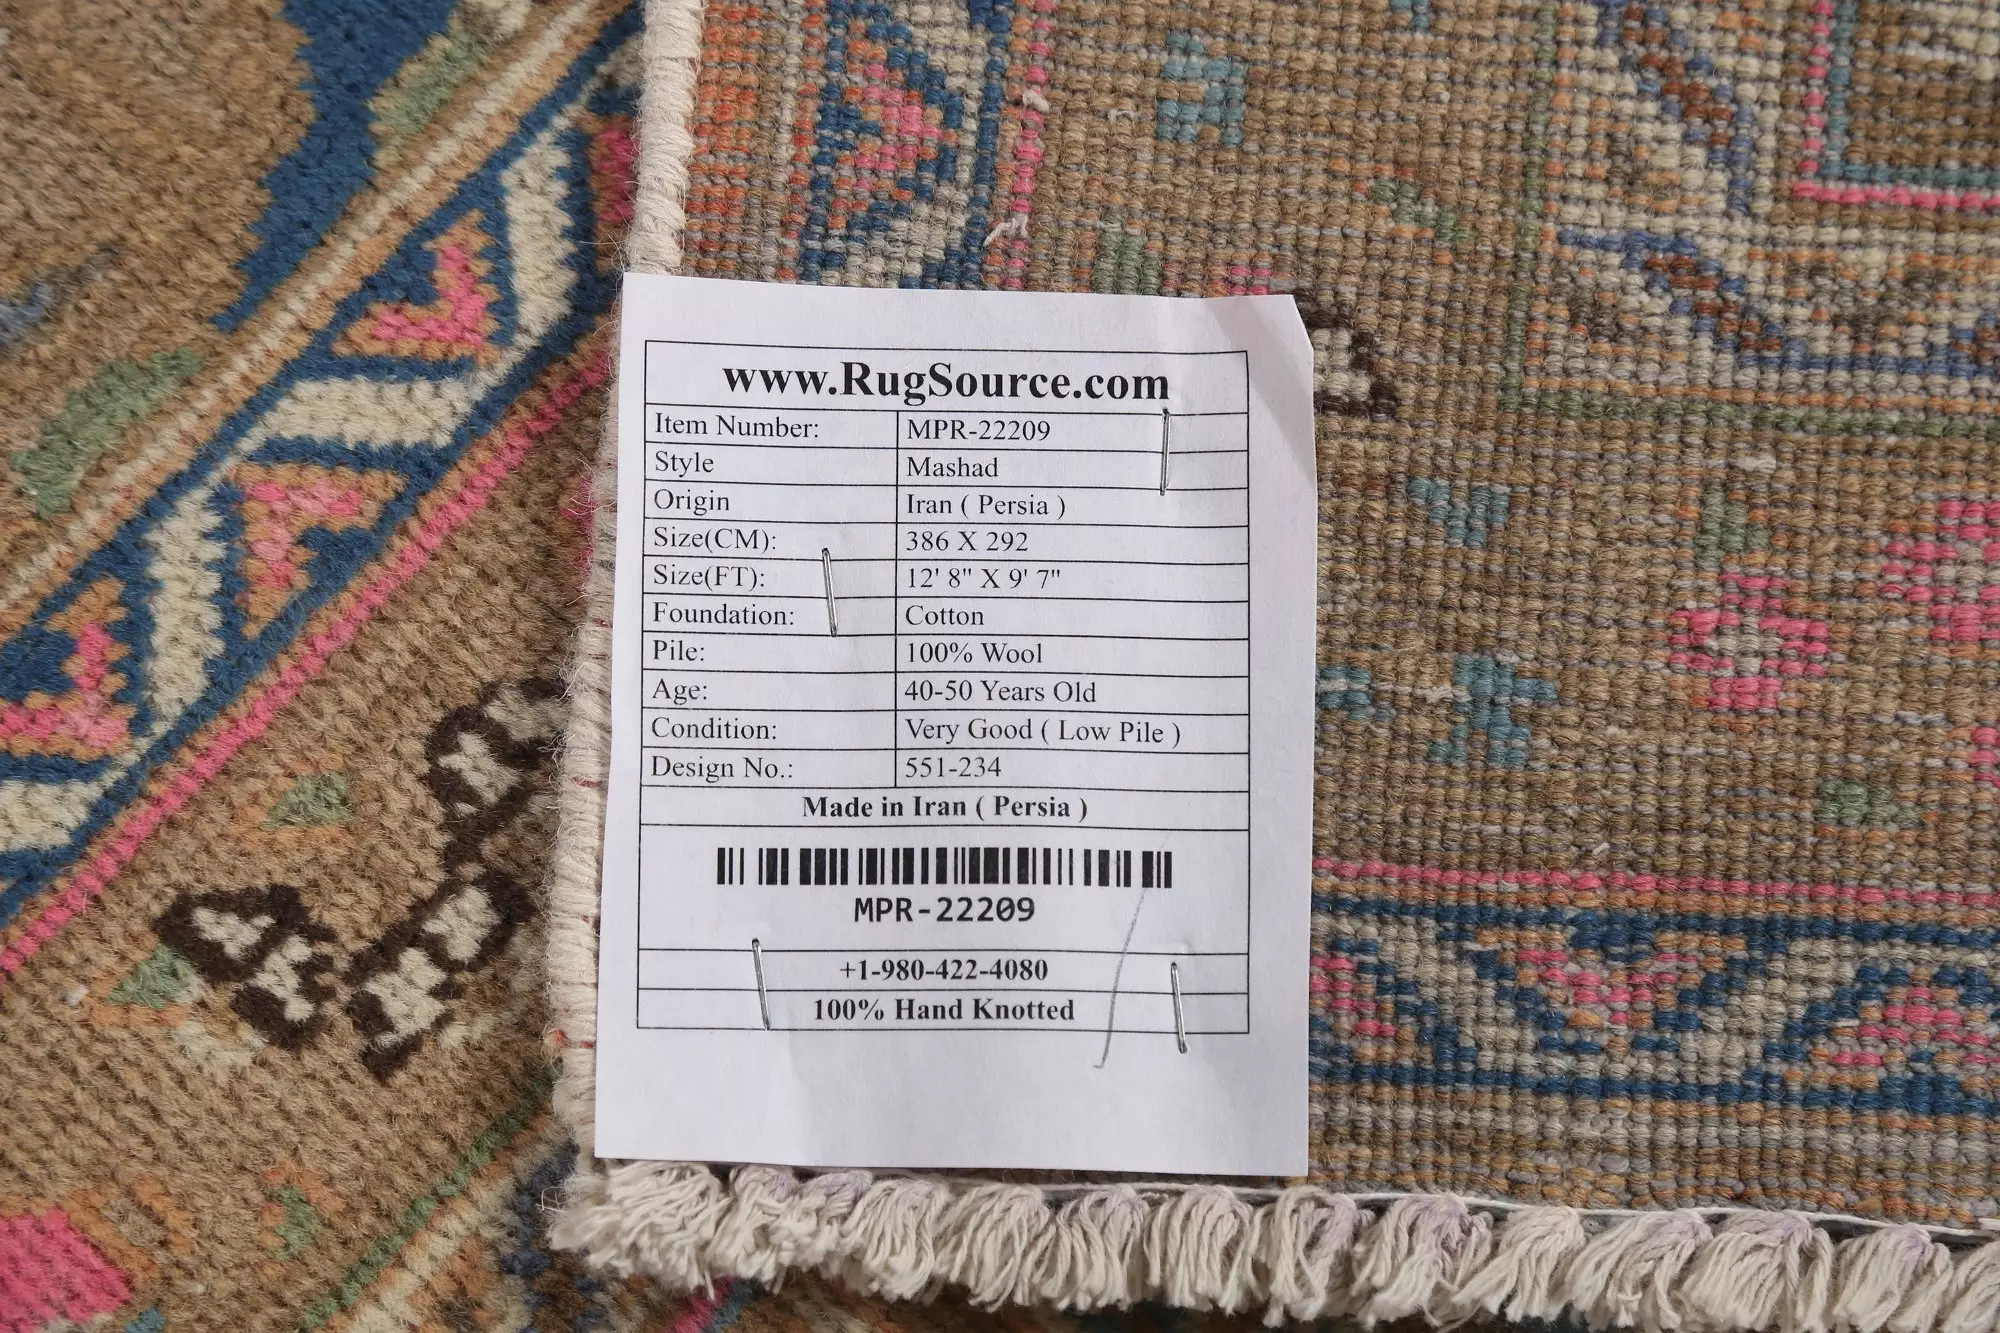 www.RugSource.com
Item Number: MPR-22209
Style Mashad
Origin Iran ( Persia )
Size(CM): 386 X 292
Size(FT): 12' 8" X 9' 7"
Foundation: Cotton
Pile: 100% Wool
Age: 40-50 Years Old
Condition: Very Good ( Low Pile )
Design No.: 551-234
Made in Iran ( Persia )
MPR-22209
+1-980-422-4080
100% Hand Knotted